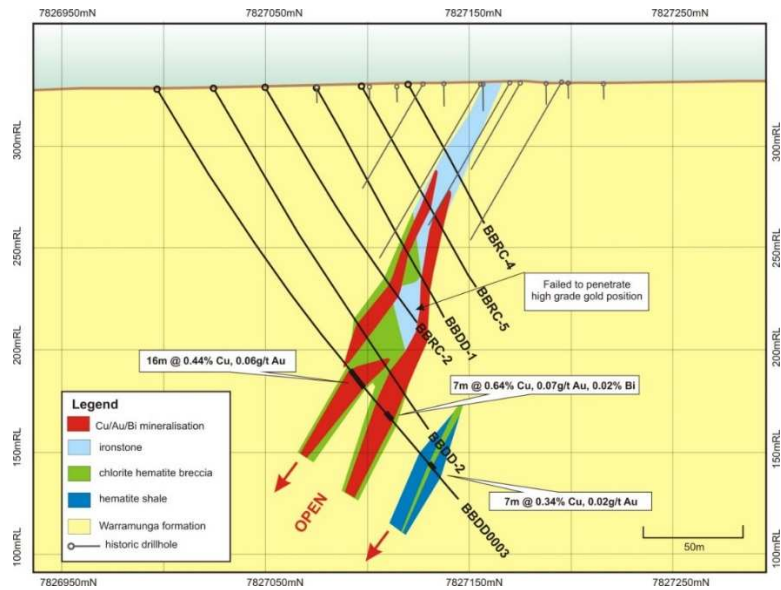 7826950mN
7827050mN
7827150mN
7827250mN
300mRL
300mRL
250mRL
250mRL
BBRC-4
BBRC-5
Failed to penetrate
high grade gold position
BBDD-1
200mRL
BBRC-2
200mRL
16m @ 0.44% Cu, 0.06g/t Au
7m @ 0.64% Cu, 0.07g/t Au, 0.02% Bi
Legend
Cu/Au/Bi mineralisation
ironstone
chlorite hematite breccia
hematite shale
Warramunga formation
historic drillhole
BBDD-2
150mRL
150mRL
7m @ 0.34% Cu, 0.02g/t Au
OPEN
BBDD0003
50m
100mRL
100mRL
7826950mN
7827050mN
7827150mN
7827250mN